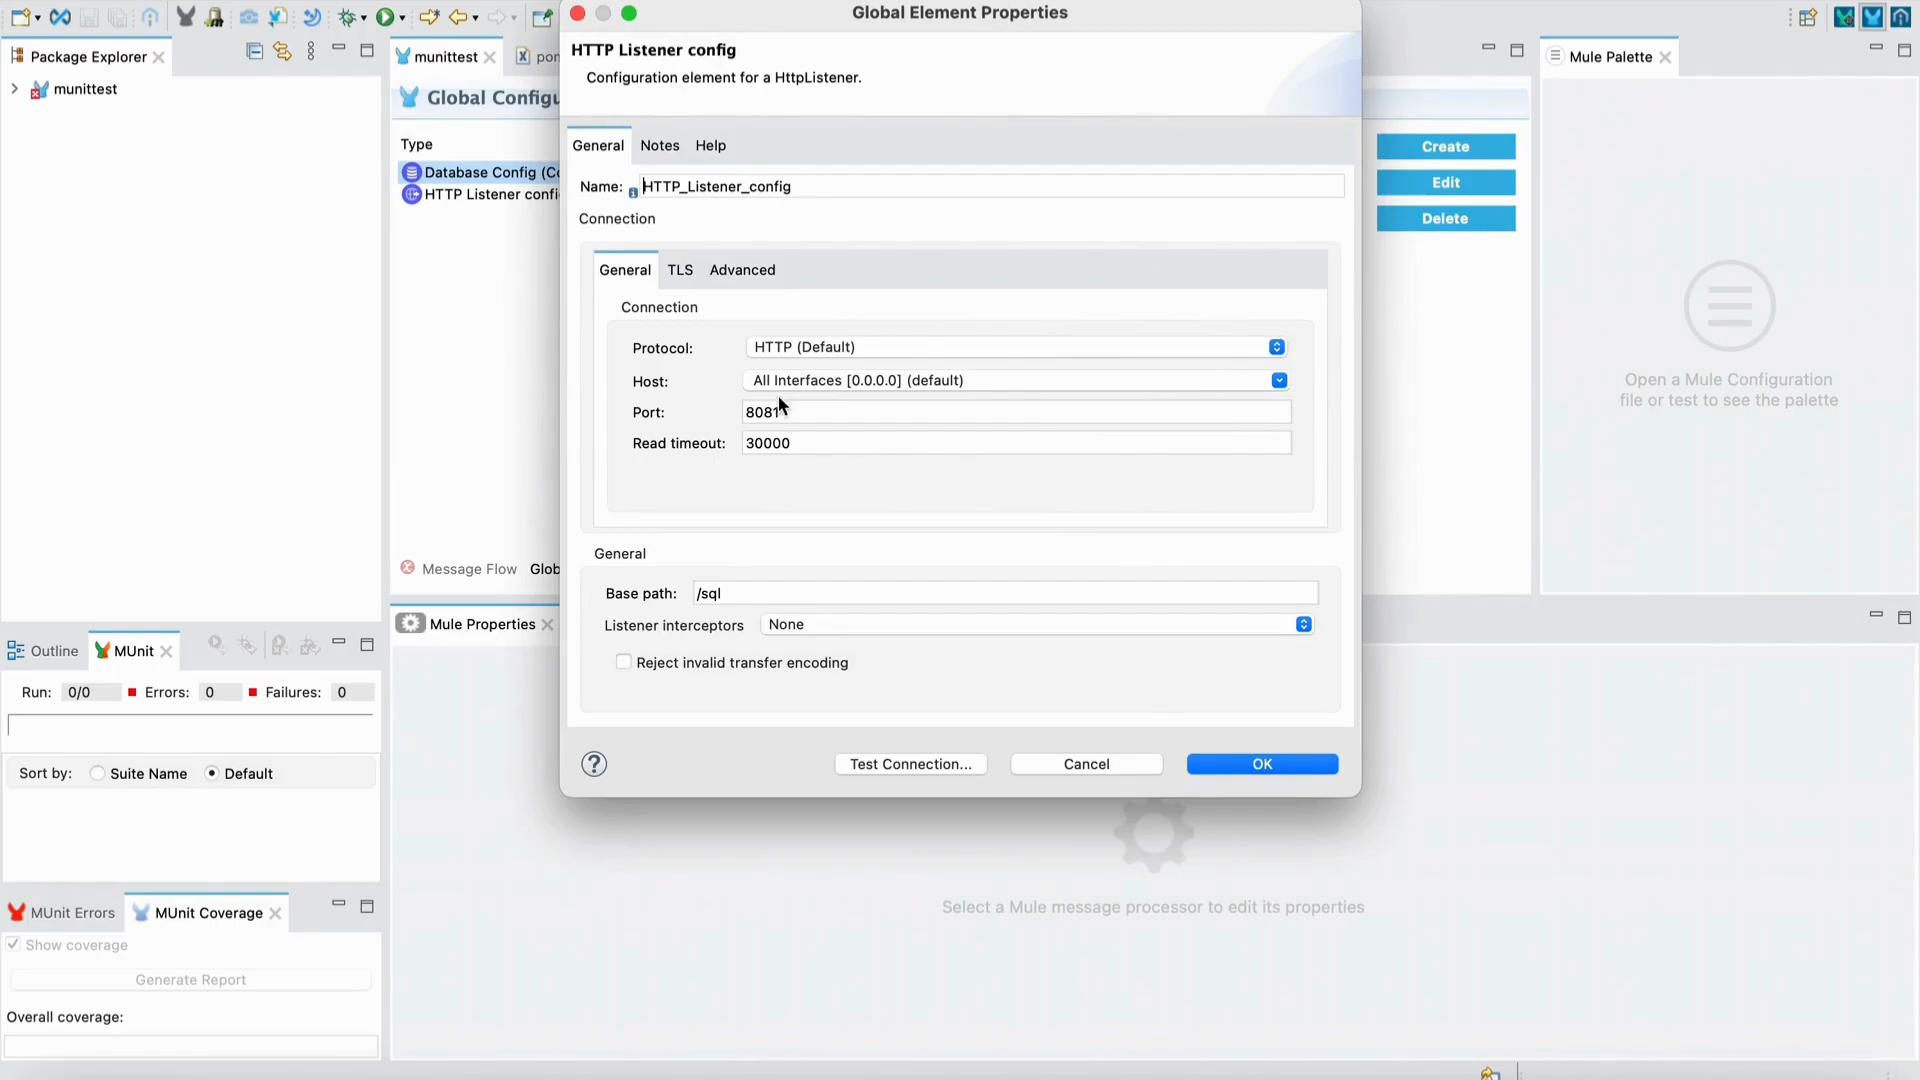 Global Element Properties
Package Explorer
munittest
HTTP Listener config
Configuration element for a HttpListener.
Mule Palette
munittest
Global Configu
Type
Database Config (Co
HTTP Listener confi
General Notes Help
Name: HTTP_Listener_config
Connection
General TLS Advanced
Connection
Protocol: HTTP (Default)
Host: All Interfaces [0.0.0.0] (default)
Port: 8081
Read timeout: 30000
General
Base path: /sql
Listener interceptors None
Reject invalid transfer encoding
Test Connection... Cancel OK
Create
Edit
Delete
Open a Mule Configuration
file or test to see the palette
Message Flow Glob
Mule Properties
Select a Mule message processor to edit its properties
Outline MUnit
Run: 0/0 Errors: 0 Failures: 0
Sort by: Suite Name Default
MUnit Errors MUnit Coverage
Show coverage
Generate Report
Overall coverage: